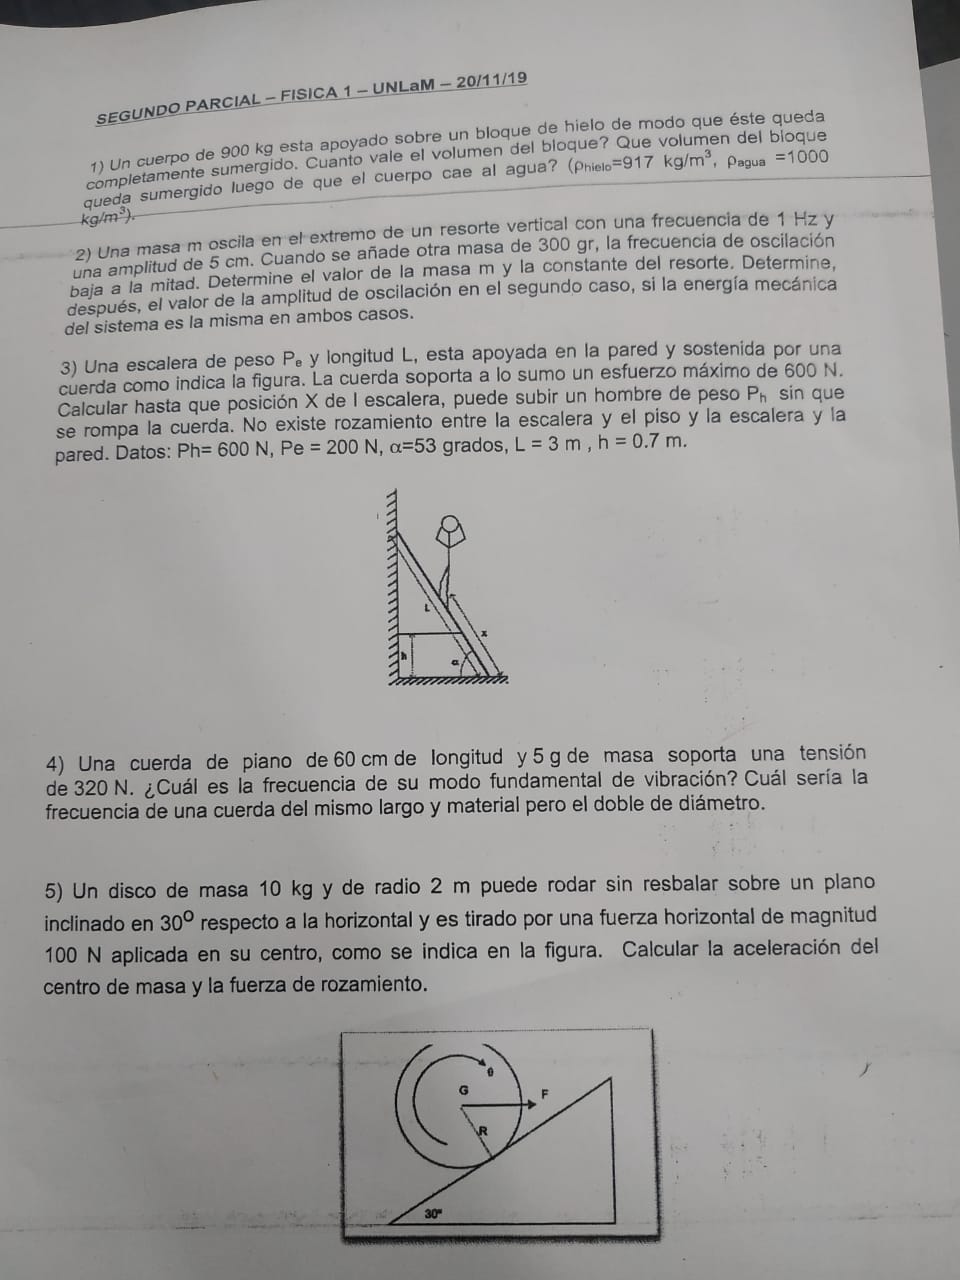 SEGUNDO PARCIAL – FISICA 1 – UNLaM – 20/11/19
1) Un cuerpo de 900 kg esta apoyado sobre un bloque de hielo de modo que éste queda
completamente sumergido. Cuanto vale el volumen del bloque? Que volumen del bloque
queda sumergido luego de que el cuerpo cae al agua? (ρhielo=917 kg/m³, ρagua =1000
kg/m³).
2) Una masa m oscila en el extremo de un resorte vertical con una frecuencia de 1 Hz y
una amplitud de 5 cm. Cuando se añade otra masa de 300 gr, la frecuencia de oscilación
baja a la mitad. Determine el valor de la masa m y la constante del resorte. Determine,
después, el valor de la amplitud de oscilación en el segundo caso, si la energía mecánica
del sistema es la misma en ambos casos.
3) Una escalera de peso Pe y longitud L, esta apoyada en la pared y sostenida por una
cuerda como indica la figura. La cuerda soporta a lo sumo un esfuerzo máximo de 600 N.
Calcular hasta que posición X de l escalera, puede subir un hombre de peso Ph sin que
se rompa la cuerda. No existe rozamiento entre la escalera y el piso y la escalera y la
pared. Datos: Ph= 600 N, Pe = 200 N, α=53 grados, L = 3 m , h = 0.7 m.
L
x
h
α
4) Una cuerda de piano de 60 cm de longitud y 5 g de masa soporta una tensión
de 320 N. ¿Cuál es la frecuencia de su modo fundamental de vibración? Cuál sería la
frecuencia de una cuerda del mismo largo y material pero el doble de diámetro.
5) Un disco de masa 10 kg y de radio 2 m puede rodar sin resbalar sobre un plano
inclinado en 30º respecto a la horizontal y es tirado por una fuerza horizontal de magnitud
100 N aplicada en su centro, como se indica en la figura. Calcular la aceleración del
centro de masa y la fuerza de rozamiento.
θ
G
F
R
30º